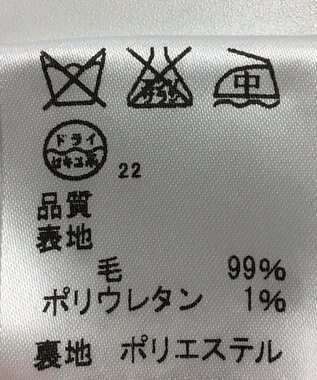 エンソサラシ
中
ドライ
セキユ系
22
品質
表地
毛 99%
ポリウレタン 1%
裏地 ポリエステル